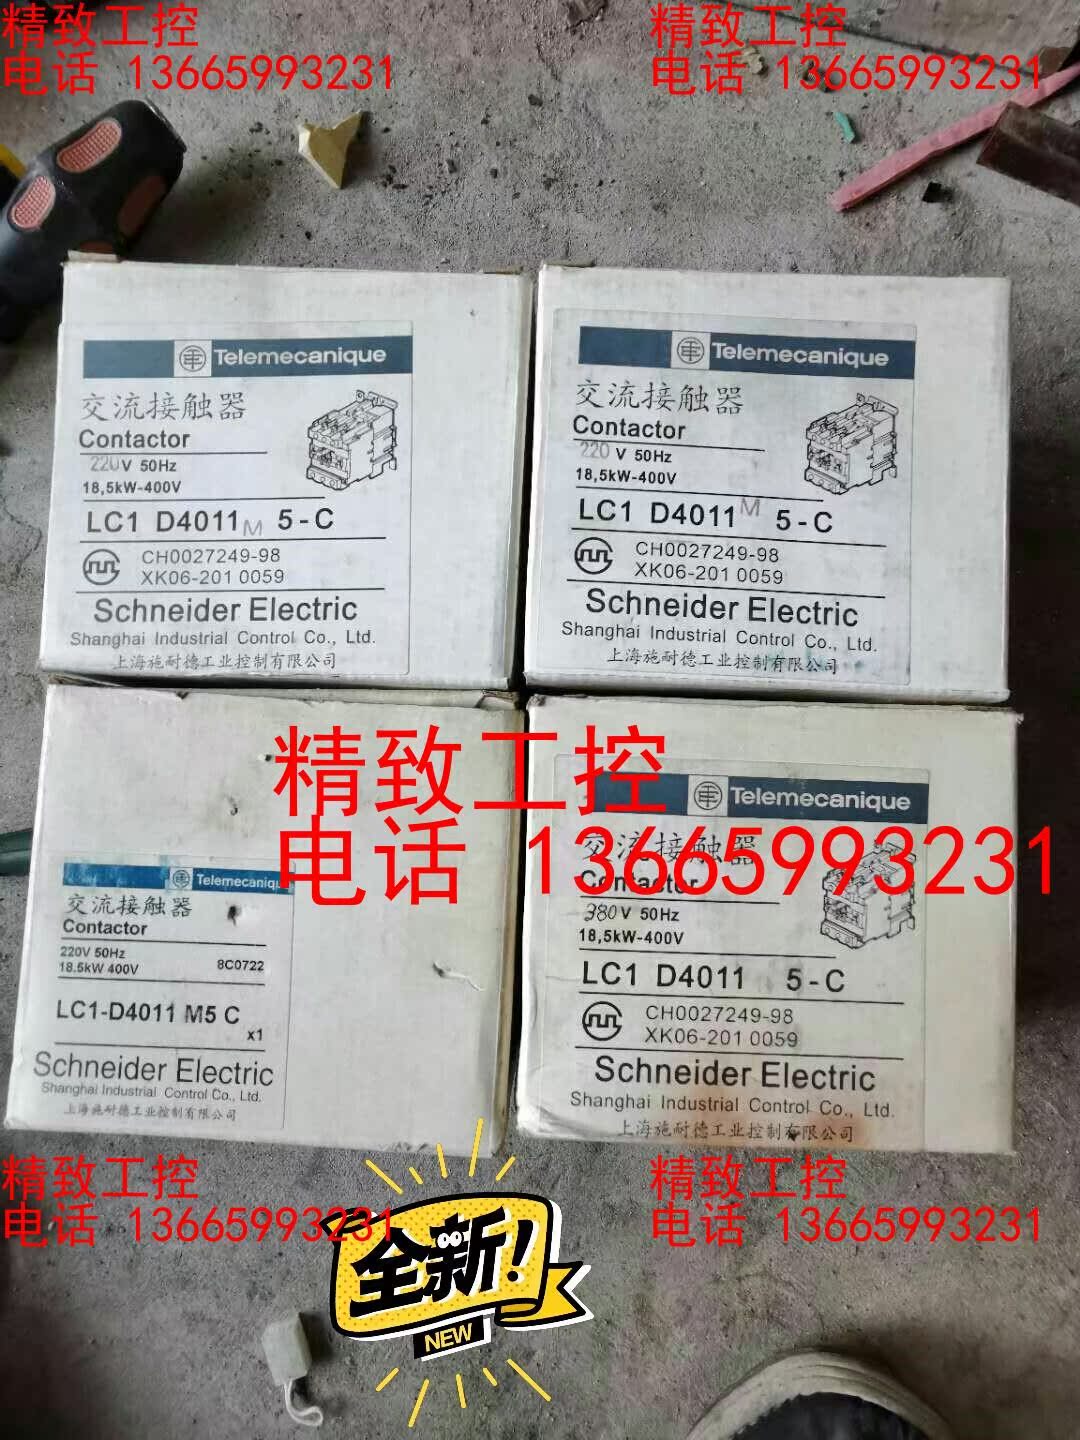 精致工控
电话 13665993231
精致工控
电话 13665993231
Telemecanique
交流接触器
Contactor
220V 50Hz
18,5kW-400V
LC1 D4011 M 5-C
CH0027249-98
XK06-201 0059
Schneider Electric
Shanghai Industrial Control Co., Ltd.
上海施耐德工业控制有限公司
Telemecanique
交流接触器
Contactor
220 V 50Hz
18,5kW-400V
LC1 D4011 M 5-C
CH0027249-98
XK06-201 0059
Schneider Electric
Shanghai Industrial Control Co., Ltd.
上海施耐德工业控制有限公司
精致工控
电话 13665993231
Telemecanique
交流接触器
Contactor
220V 50Hz
18.5kW 400V 8C0722
LC1-D4011 M5 C
x1
Schneider Electric
Shanghai Industrial Control Co., Ltd.
上海施耐德工业控制有限公司
Telemecanique
交流接触器
Contactor
380V 50Hz
18,5kW-400V
LC1 D4011 5-C
CH0027249-98
XK06-201 0059
Schneider Electric
Shanghai Industrial Control Co., Ltd.
上海施耐德工业控制有限公司
精致工控
电话 13665993231
精致工控
电话 13665993231
全新!
NEW